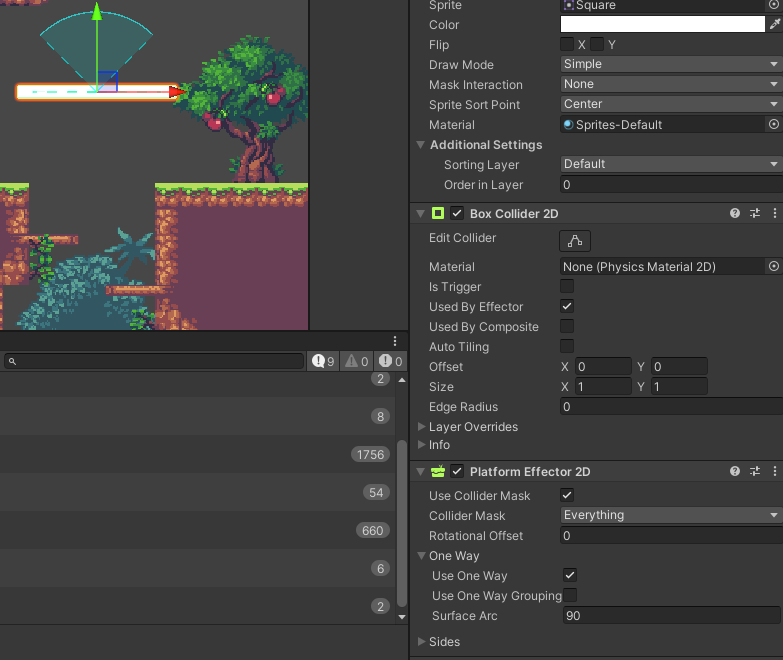 Sprite Square
Color
Flip X Y
Draw Mode Simple
Mask Interaction None
Sprite Sort Point Center
Material Sprites-Default
Additional Settings
Sorting Layer Default
Order in Layer 0
Box Collider 2D
Edit Collider
Material None (Physics Material 2D)
Is Trigger
Used By Effector
Used By Composite
Auto Tiling
Offset X 0 Y 0
Size X 1 Y 1
Edge Radius 0
Layer Overrides
Info
Platform Effector 2D
Use Collider Mask
Collider Mask Everything
Rotational Offset 0
One Way
Use One Way
Use One Way Grouping
Surface Arc 90
Sides
9 0 0
2
8
1756
54
660
6
2